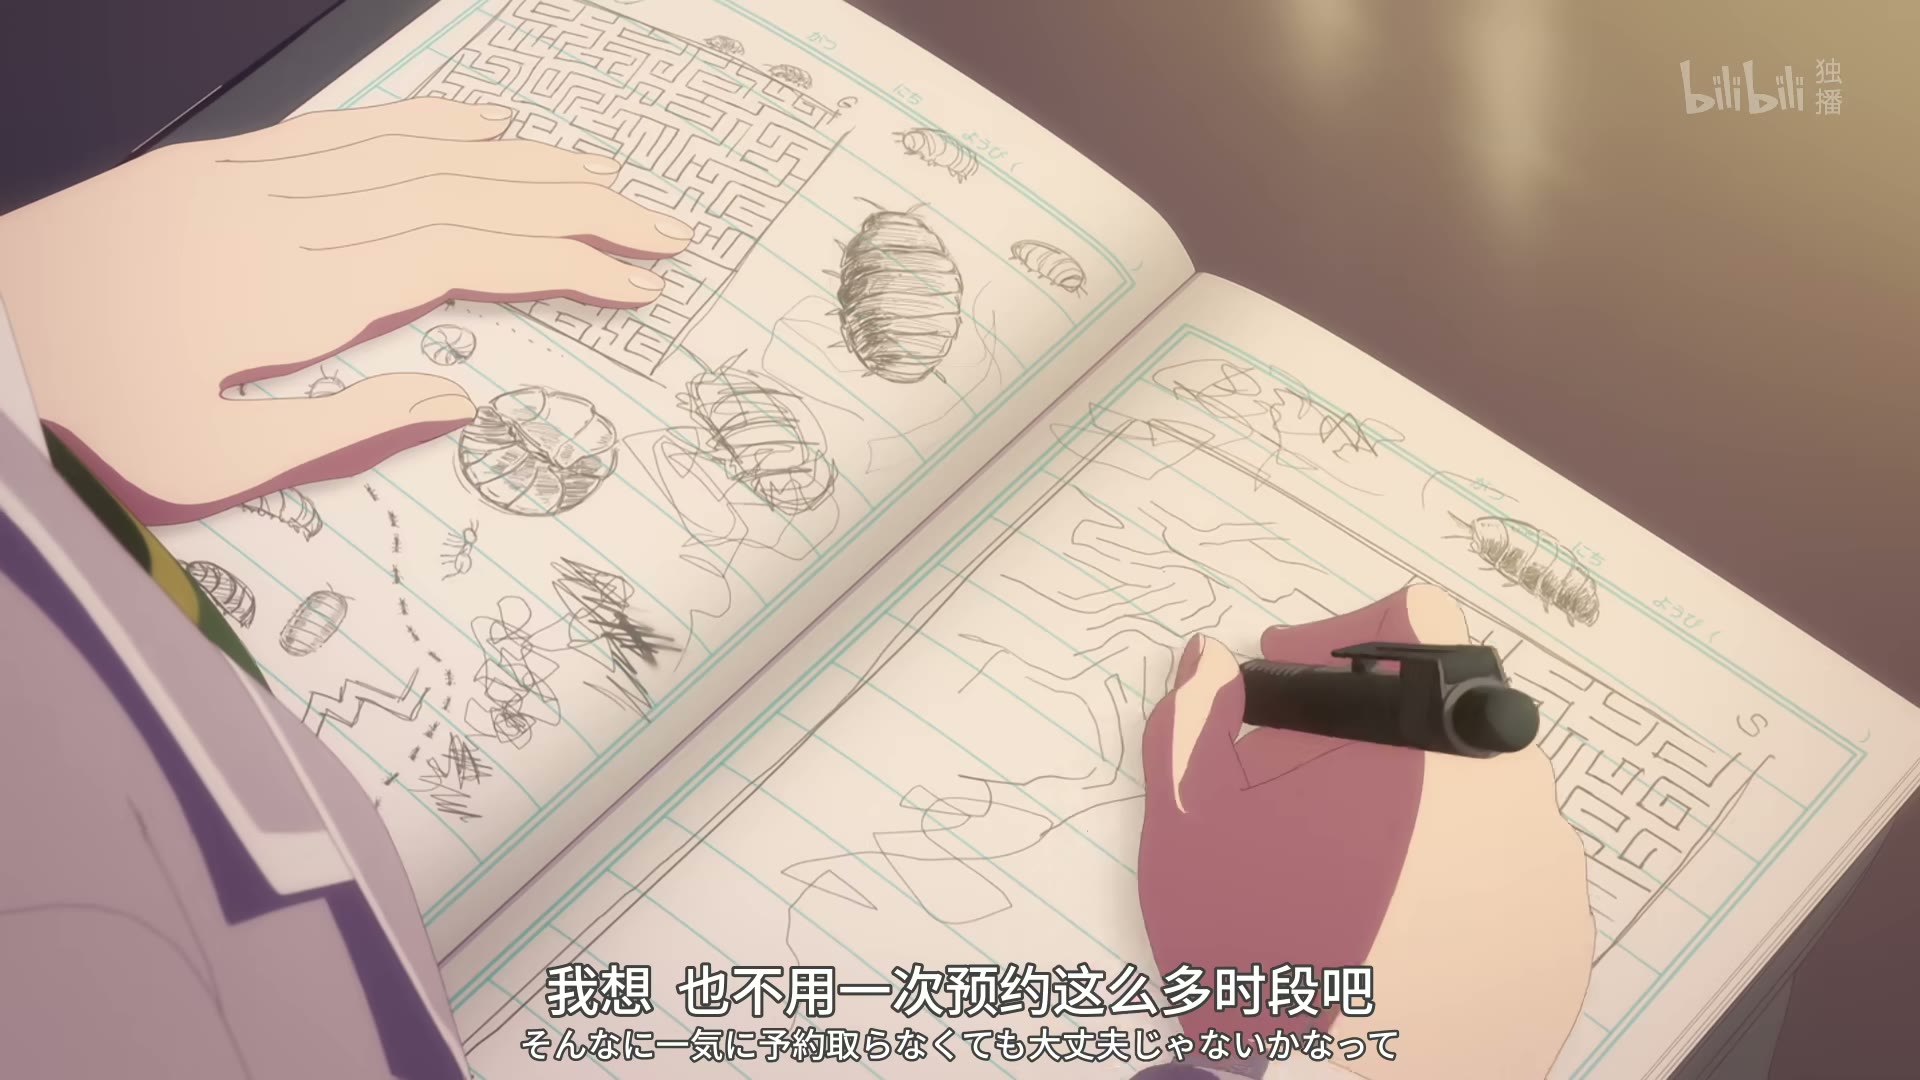 bilibili 独播
がつ
にち
ようび（
）
G
がつ
にち
ようび（
）
S
我想 也不用一次预约这么多时段吧
そんなに一気に予約取らなくても大丈夫じゃないかなって